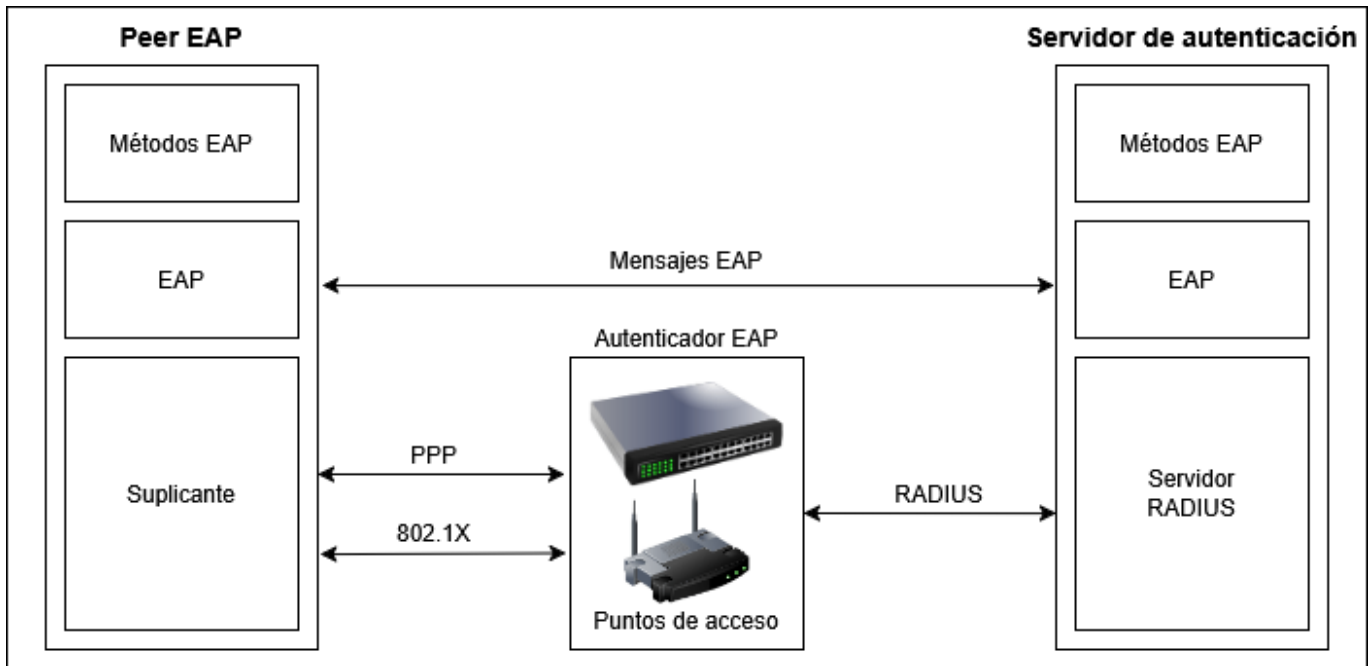 Peer EAP
Servidor de autenticación
Métodos EAP
Métodos EAP
EAP
Mensajes EAP
EAP
Autenticador EAP
Suplicante
PPP
802.1X
RADIUS
Servidor
RADIUS
Puntos de acceso